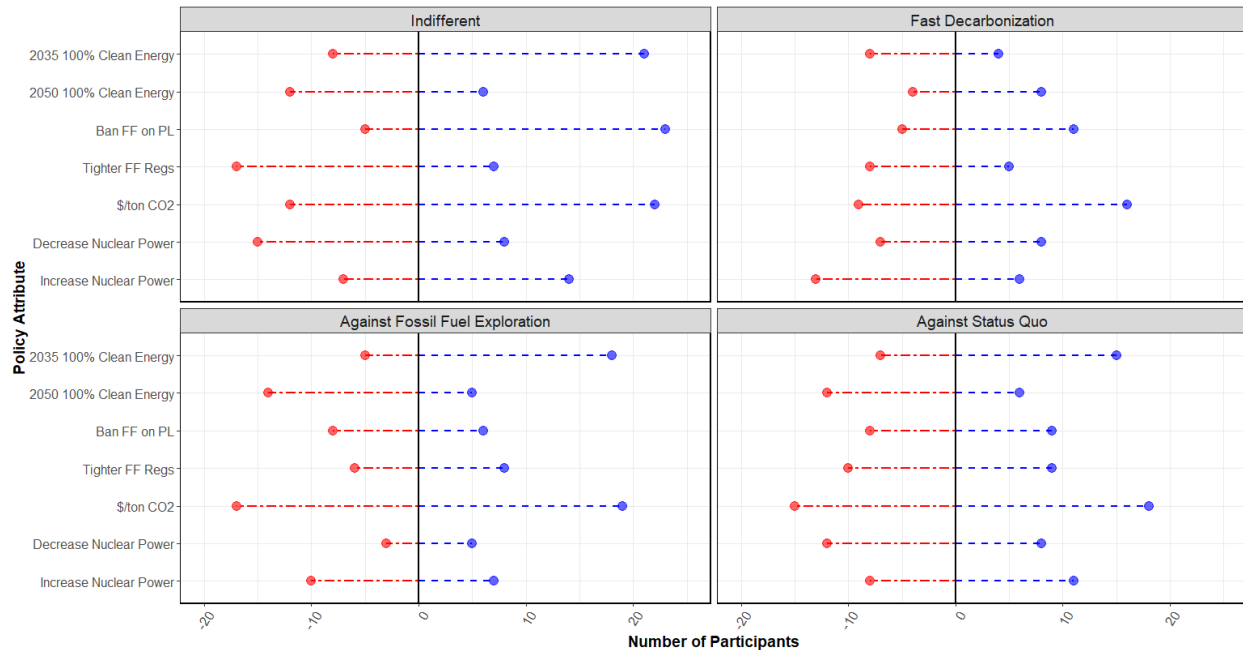 Indifferent
Fast Decarbonization
2035 100% Clean Energy
2050 100% Clean Energy
Ban FF on PL
Tighter FF Regs
$/ton CO2
Decrease Nuclear Power
Increase Nuclear Power
Against Fossil Fuel Exploration
Against Status Quo
2035 100% Clean Energy
2050 100% Clean Energy
Ban FF on PL
Tighter FF Regs
$/ton CO2
Decrease Nuclear Power
Increase Nuclear Power
Policy Attribute
-20 -10 0 10 20
-20 -10 0 10 20
Number of Participants